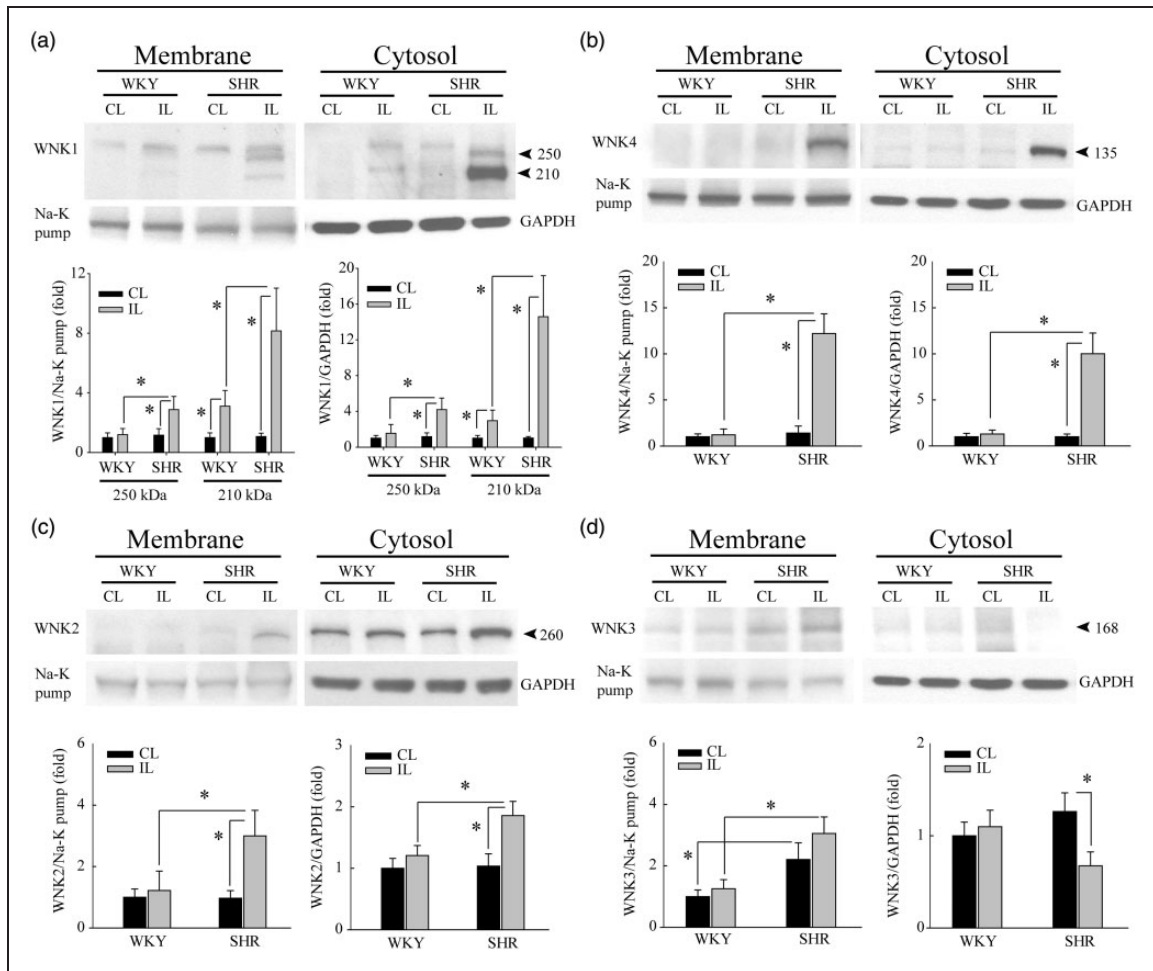 (a)
Membrane Cytosol
WKY SHR WKY SHR
CL IL CL IL CL IL CL IL
WNK1
250
210
Na-K
pump
GAPDH
WNK1/Na-K pump (fold)
12
8
4
0
CL
IL
* * * * *
WKY SHR WKY SHR
250 kDa 210 kDa
WNK1/GAPDH (fold)
20
16
12
8
4
0
CL
IL
* * * * *
WKY SHR WKY SHR
250 kDa 210 kDa
(b)
Membrane Cytosol
WKY SHR WKY SHR
CL IL CL IL CL IL CL IL
WNK4
135
Na-K
pump
GAPDH
WNK4/Na-K pump (fold)
20
15
10
5
0
CL
IL
* *
WKY SHR
WNK4/GAPDH (fold)
20
15
10
5
0
CL
IL
* *
WKY SHR
(c)
Membrane Cytosol
WKY SHR WKY SHR
CL IL CL IL CL IL CL IL
WNK2
260
Na-K
pump
GAPDH
WNK2/Na-K pump (fold)
6
4
2
0
CL
IL
* *
WKY SHR
WNK2/GAPDH (fold)
3
2
1
0
CL
IL
* *
WKY SHR
(d)
Membrane Cytosol
WKY SHR WKY SHR
CL IL CL IL CL IL CL IL
WNK3
168
Na-K
pump
GAPDH
WNK3/Na-K pump (fold)
6
4
2
0
CL
IL
* *
WKY SHR
WNK3/GAPDH (fold)
2
1
0
CL
IL
*
WKY SHR